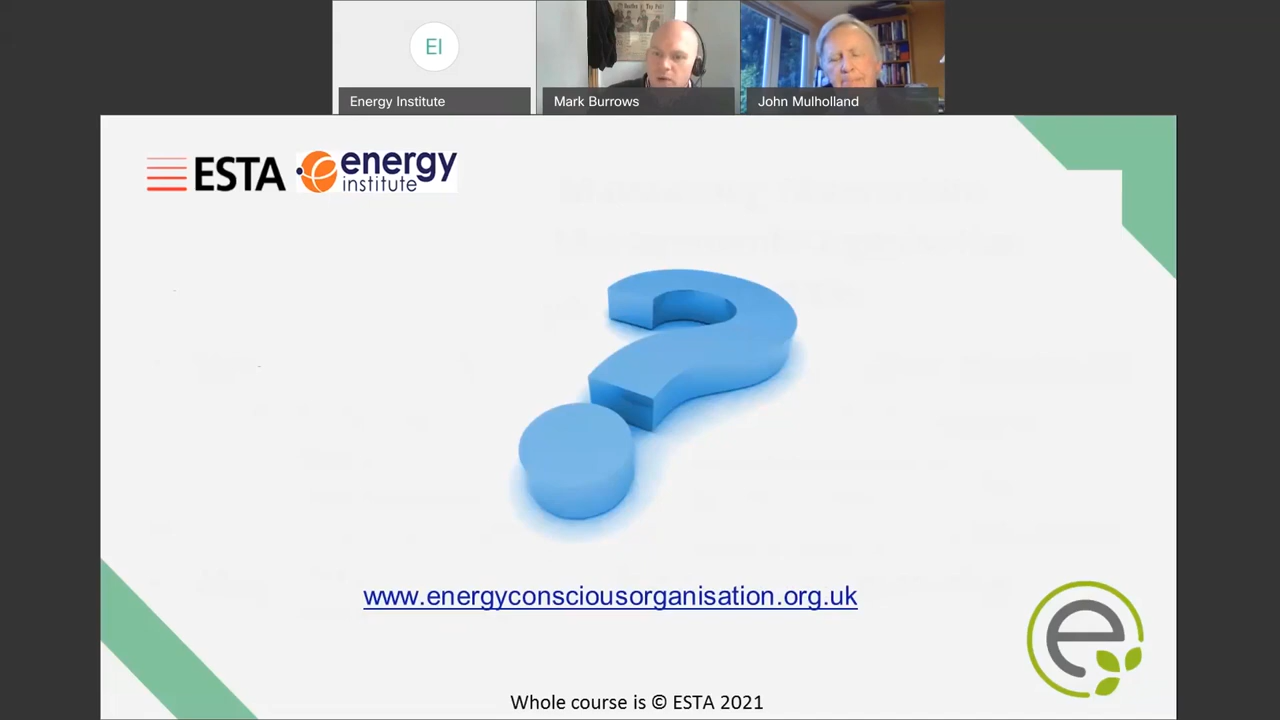 EI
Energy Institute
Mark Burrows
John Mulholland
ESTA
energy
institute
www.energyconsciousorganisation.org.uk
e
Whole course is © ESTA 2021